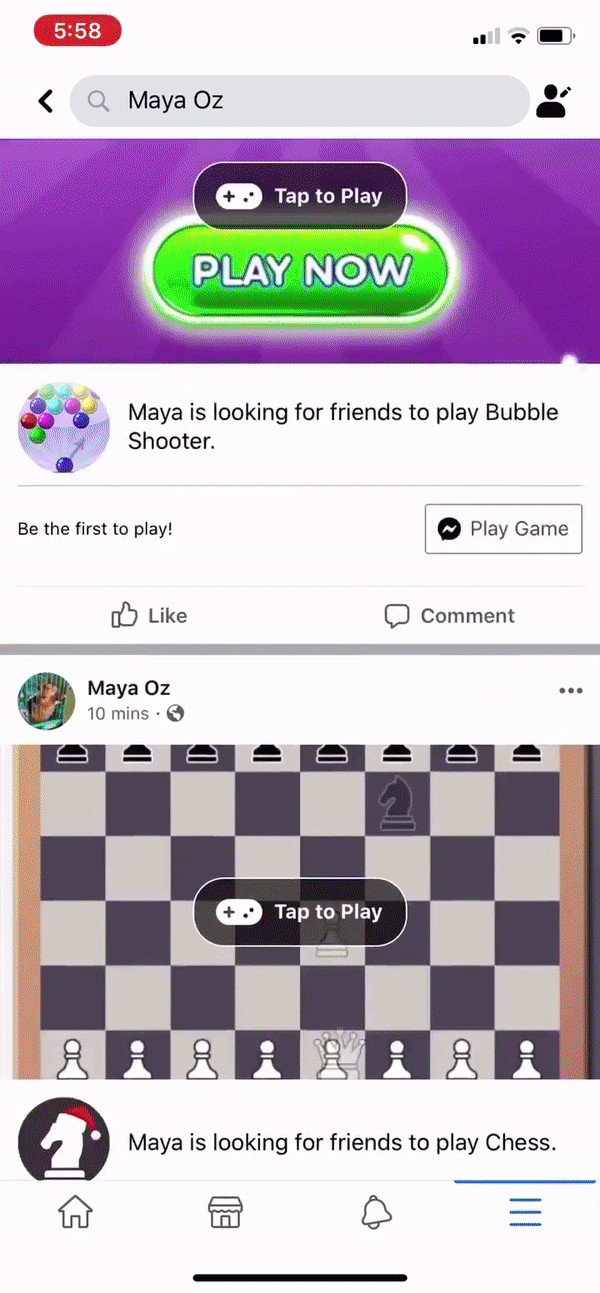 5:58
Maya Oz
Tap to Play
PLAY NOW
Maya is looking for friends to play Bubble
Shooter.
Be the first to play!
Play Game
Like
Comment
Maya Oz
10 mins ·
Tap to Play
Maya is looking for friends to play Chess.